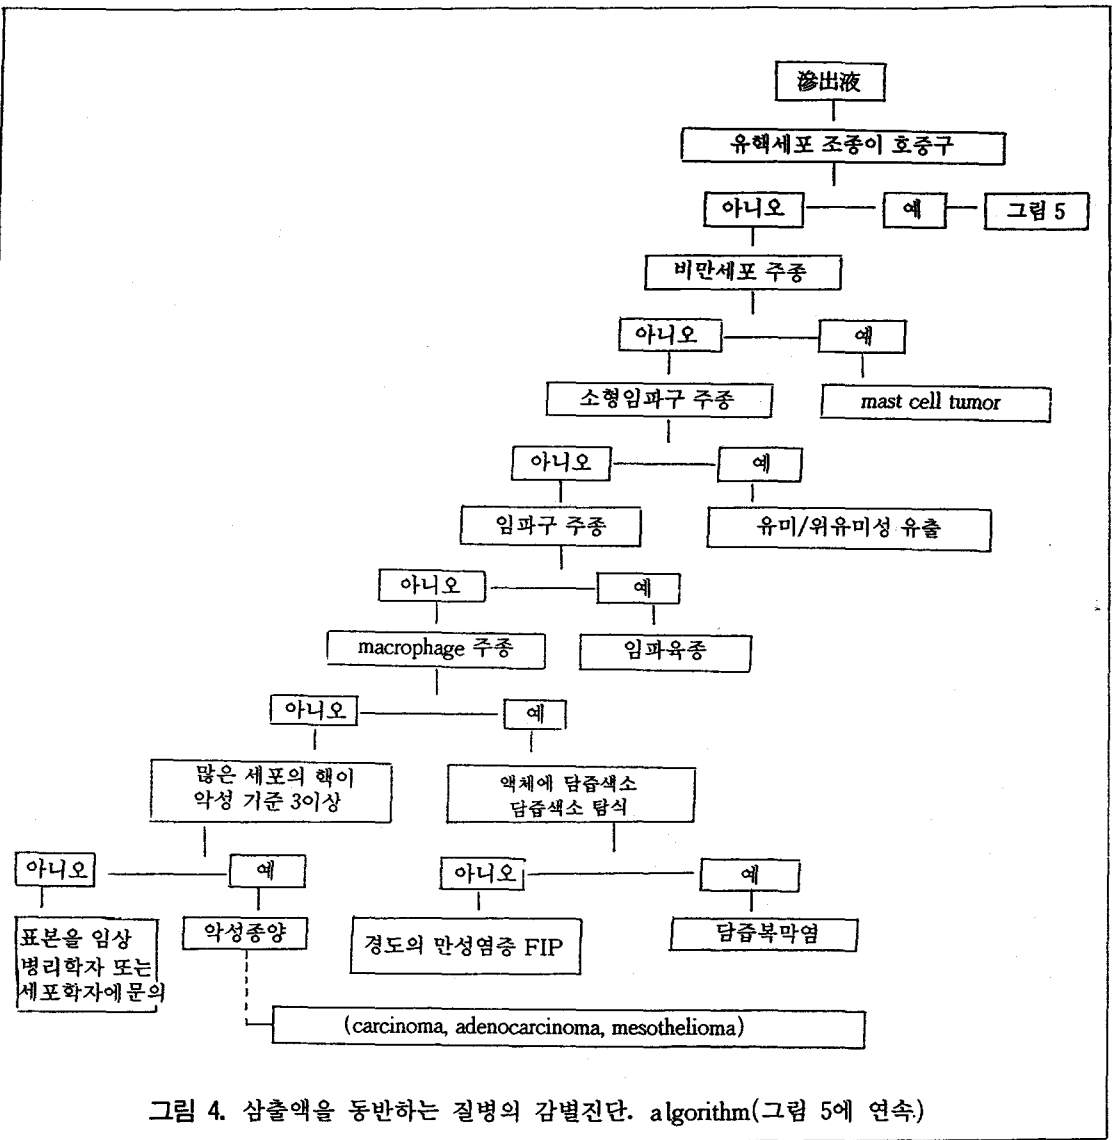 滲出液
유핵세포 조종이 호중구
아니오 예 그림 5
비만세포 주종
아니오 예
소형임파구 주종 mast cell tumor
아니오 예
임파구 주종 유미/위유미성 유출
아니오 예
macrophage 주종 임파육종
아니오 예
많은 세포의 핵이
악성 기준 3이상
액체에 담즙색소
담즙색소 탐식
아니오 예 아니오 예
표본을 임상
병리학자 또는
세포학자에문의
악성종양
경도의 만성염증 FIP
담즙복막염
(carcinoma, adenocarcinoma, mesothelioma)
그림 4. 삼출액을 동반하는 질병의 감별진단. algorithm(그림 5에 연속)